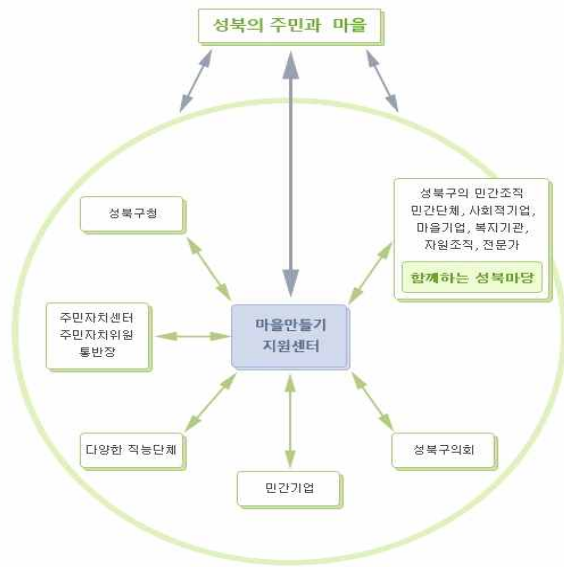 성북의 주민과 마을
성북구청
성북구의 민간조직
민간단체, 사회적기업,
마을기업, 복지기관,
자원조직, 전문가
함께하는 성북마당
주민자치센터
주민자치위원
통반장
마을만들기
지원센터
다양한 직능단체
민간기업
성북구의회